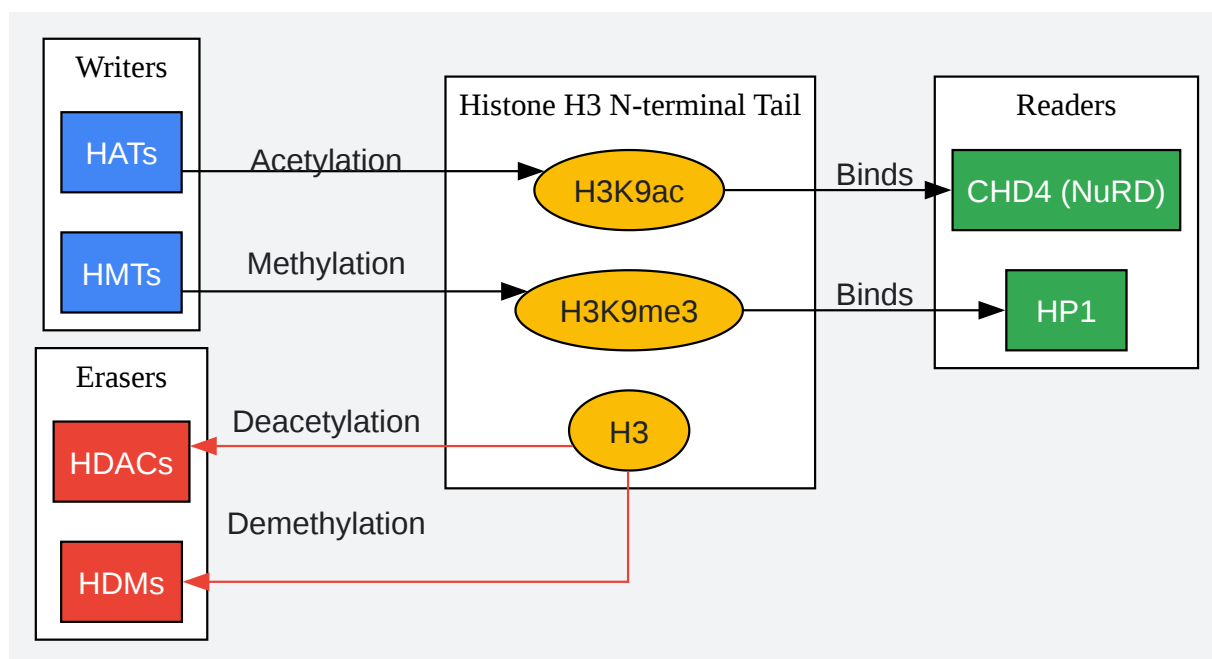 Writers
HATs
HMTs
Acetylation
Methylation
Histone H3 N-terminal Tail
H3K9ac
H3K9me3
H3
Binds
Binds
Readers
CHD4 (NuRD)
HP1
Erasers
HDACs
HDMs
Deacetylation
Demethylation